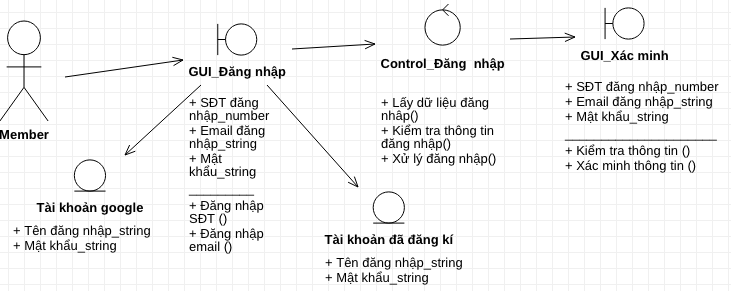 Member
GUI_Đăng nhập
+ SĐT đăng
nhập_number
+ Email đăng
nhập_string
+ Mật
khẩu_string
+ Đăng nhập
SĐT ()
+ Đăng nhập
email ()
Control_Đăng nhập
+ Lấy dữ liệu đăng
nhâp()
+ Kiểm tra thông tin
đăng nhâp()
+ Xử lý đăng nhập()
GUI_Xác minh
+ SĐT đăng nhập_number
+ Email đăng nhập_string
+ Mật khẩu_string
+ Kiểm tra thông tin ()
+ Xác minh thông tin ()
Tài khoản google
+ Tên đăng nhập_string
+ Mật khẩu_string
Tài khoản đã đăng kí
+ Tên đăng nhập_string
+ Mật khẩu_string